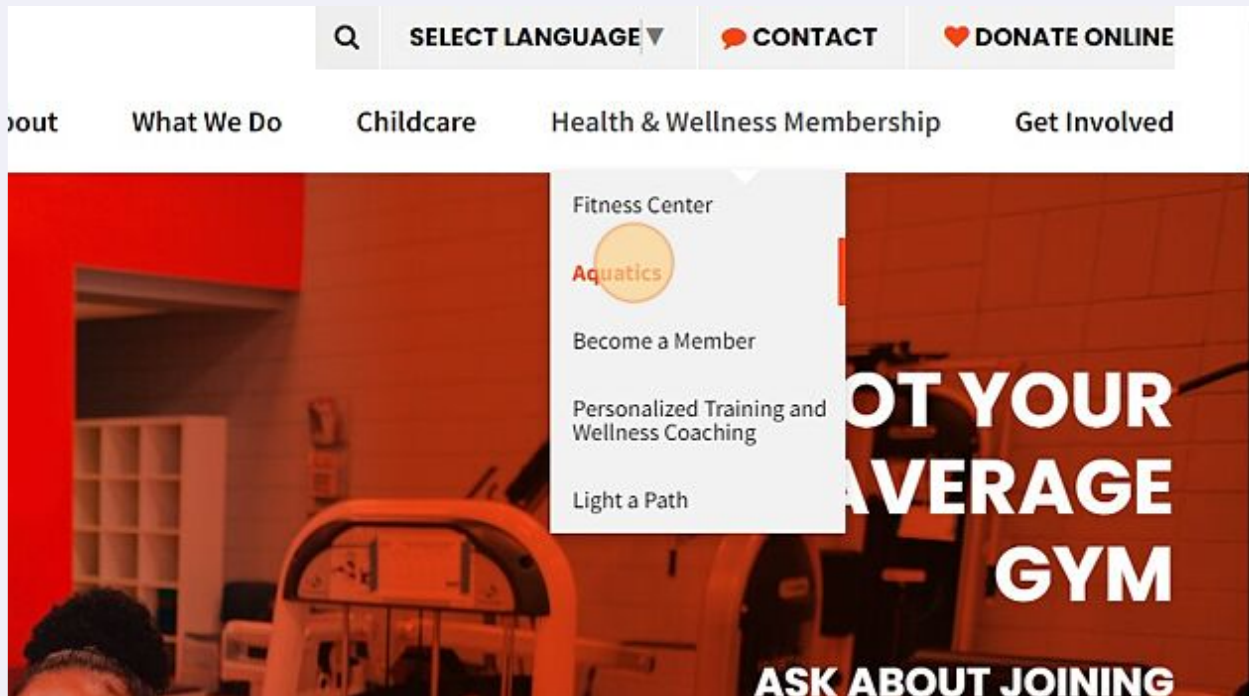 SELECT LANGUAGE ▼ CONTACT DONATE ONLINE
What We Do Childcare Health & Wellness Membership Get Involved
Fitness Center
Aquatics
Become a Member
Personalized Training and
Wellness Coaching
Light a Path
YOUR
GYM
ASK ABOUT JOINING